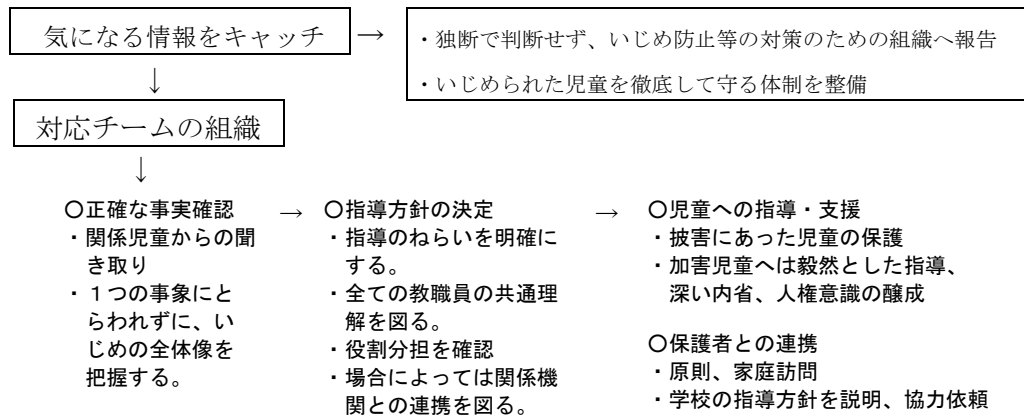 気になる情報をキャッチ
→
・独断で判断せず、いじめ防止等の対策のための組織へ報告
・いじめられた児童を徹底して守る体制を整備
↓
対応チームの組織
↓
〇正確な事実確認
・関係児童からの聞
き取り
・１つの事象にと
らわれずに、い
じめの全体像を
把握する。
→
〇指導方針の決定
・指導のねらいを明確に
する。
・全ての教職員の共通理
解を図る。
・役割分担を確認
・場合によっては関係機
関との連携を図る。
→
〇児童への指導・支援
・披害にあった児童の保護
・加害児童へは毅然とした指導、
深い内省、人権意識の醸成
〇保護者との連携
・原則、家庭訪問
・学校の指導方針を説明、協力依頼